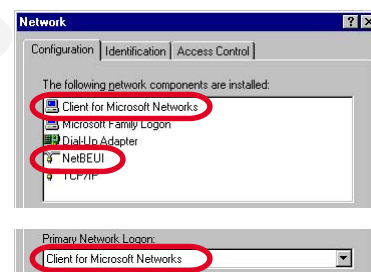 Network
Configuration Identification Access Control
The following network components are installed:
Client for Microsoft Networks
Microsoft Family Logon
Dial-Up Adapter
NetBEUI
TCP/IP
Primary Network Logon:
Client for Microsoft Networks